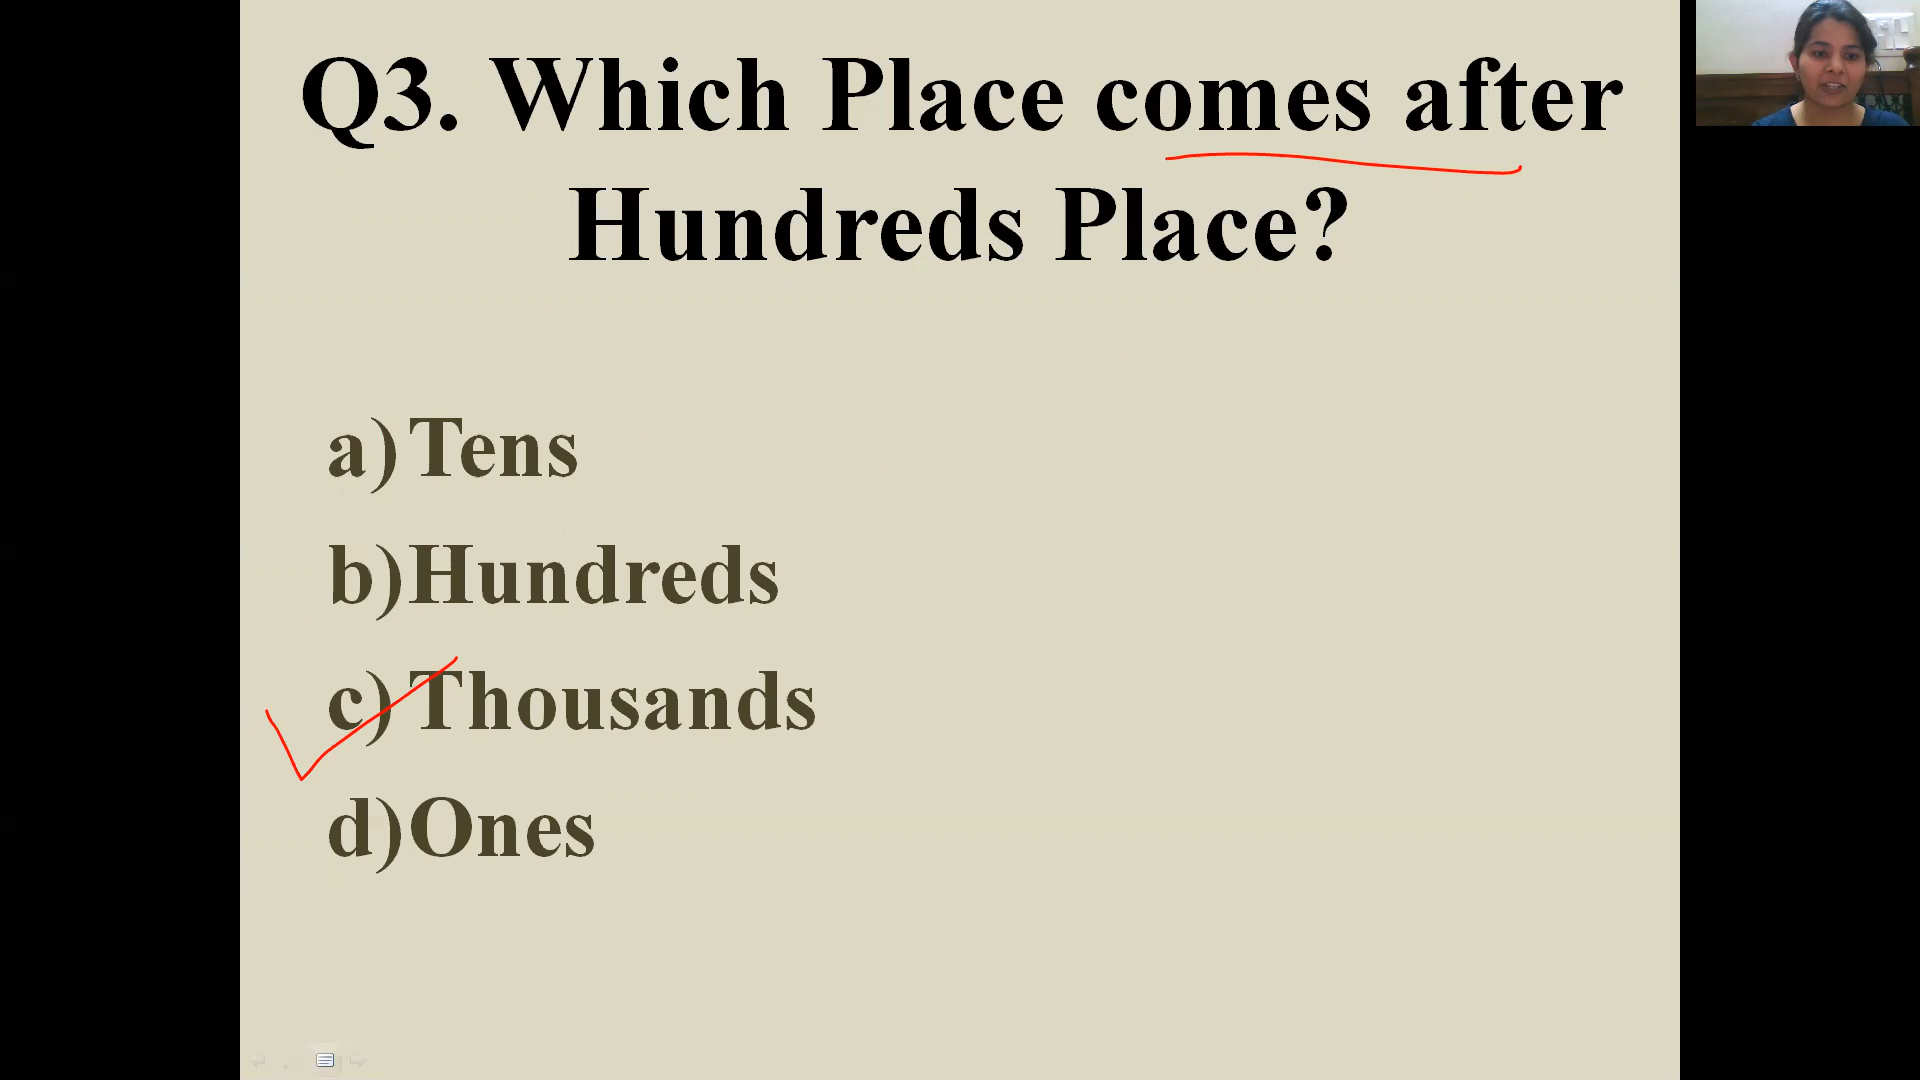 Q3. Which Place comes after
Hundreds Place?
a) Tens
b) Hundreds
c) Thousands
d) Ones